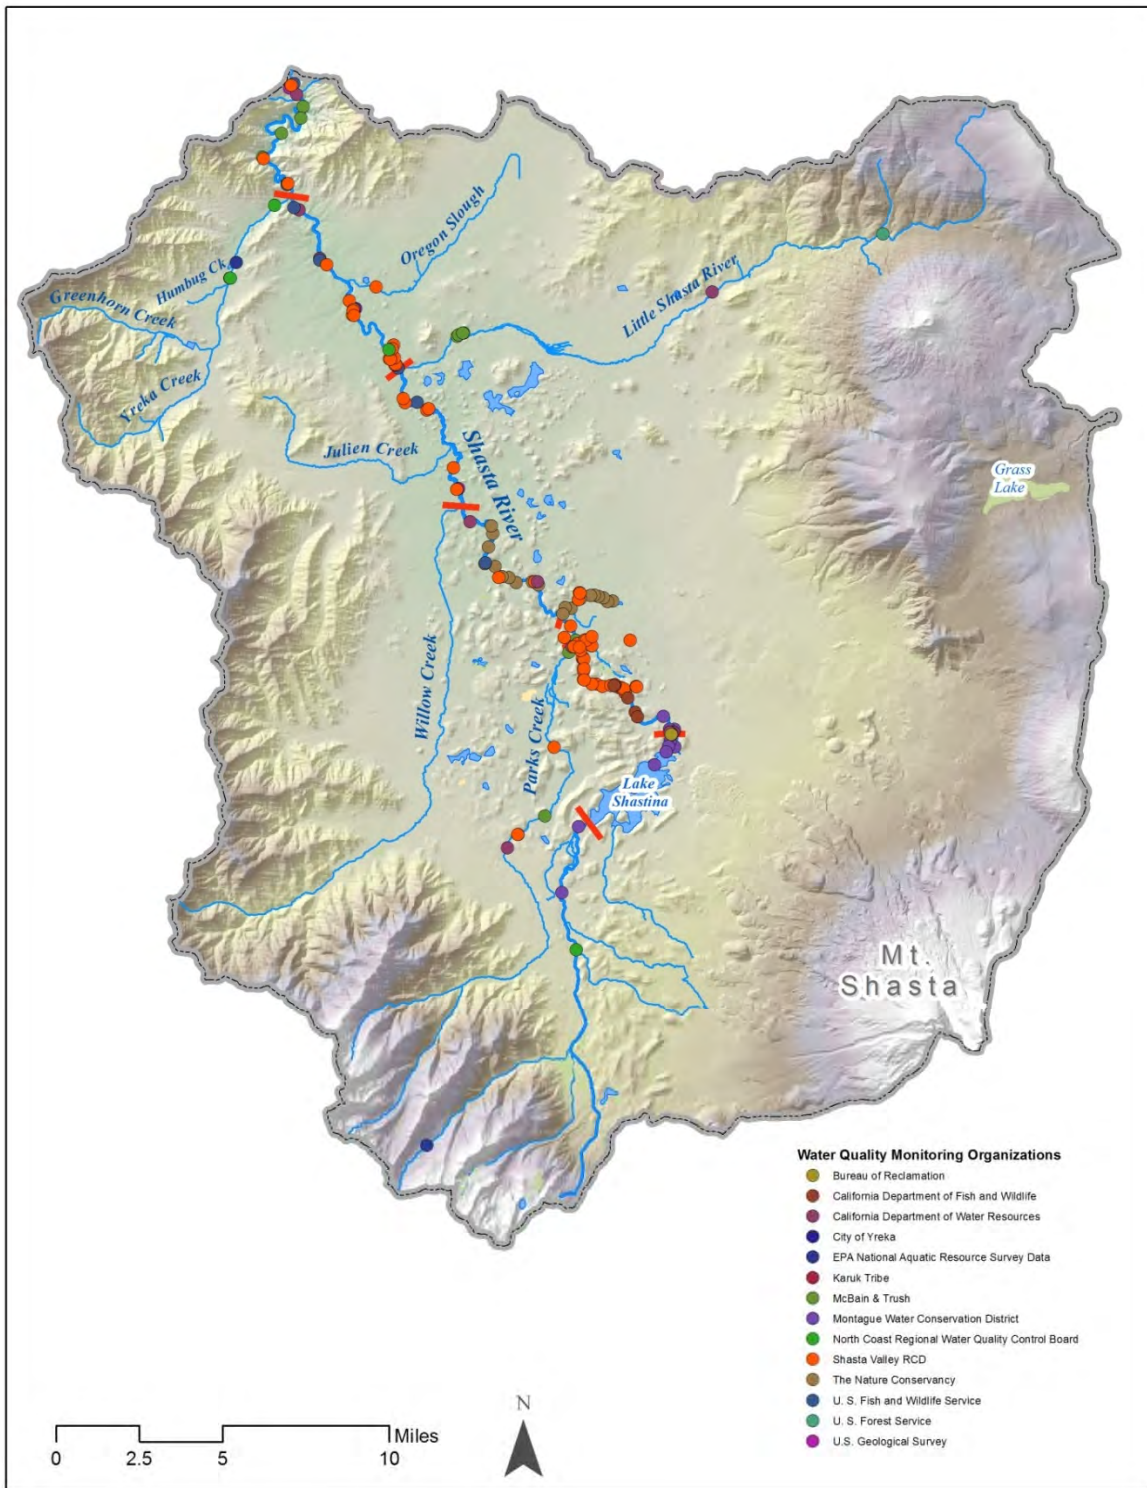 Oregon Slough
Humbug Ck
Little Shasta River
Greenhorn Creek
Yreka Creek
Julien Creek
Shasta River
Grass
Lake
Willow Creek
Parks Creek
Lake
Shastina
Mt.
Shasta
Water Quality Monitoring Organizations
Bureau of Reclamation
California Department of Fish and Wildlife
California Department of Water Resources
City of Yreka
EPA National Aquatic Resource Survey Data
Karuk Tribe
McBain & Trush
Montague Water Conservation District
North Coast Regional Water Quality Control Board
Shasta Valley RCD
The Nature Conservancy
U. S. Fish and Wildlife Service
U. S. Forest Service
U.S. Geological Survey
N
Miles
0 2.5 5 10